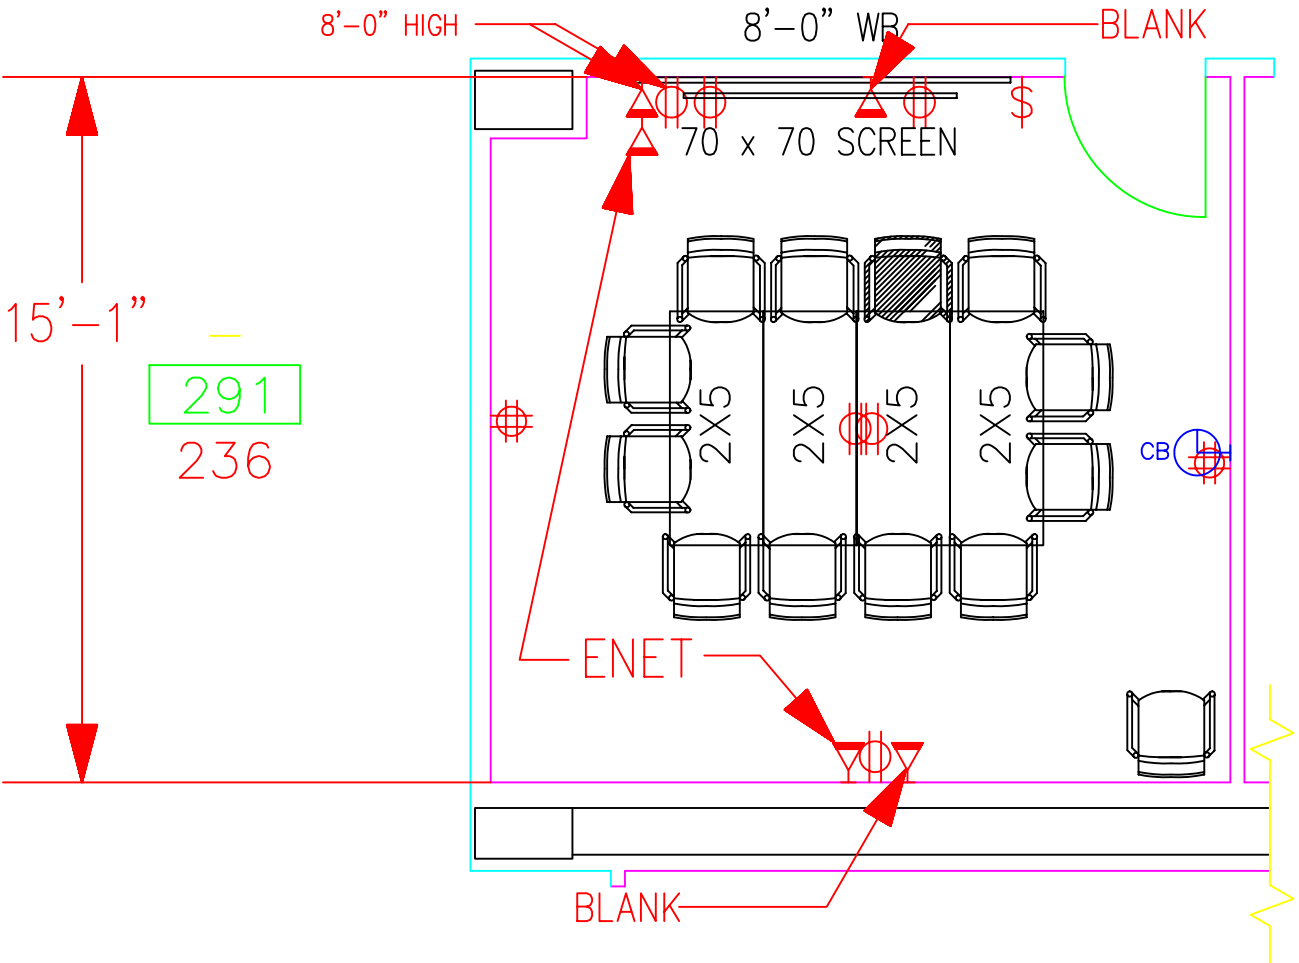 8'-0" HIGH
8'-0" WB
BLANK
$
70 x 70 SCREEN
15'-1"
291
236
2X5
2X5
2X5
2X5
CB
ENET
BLANK